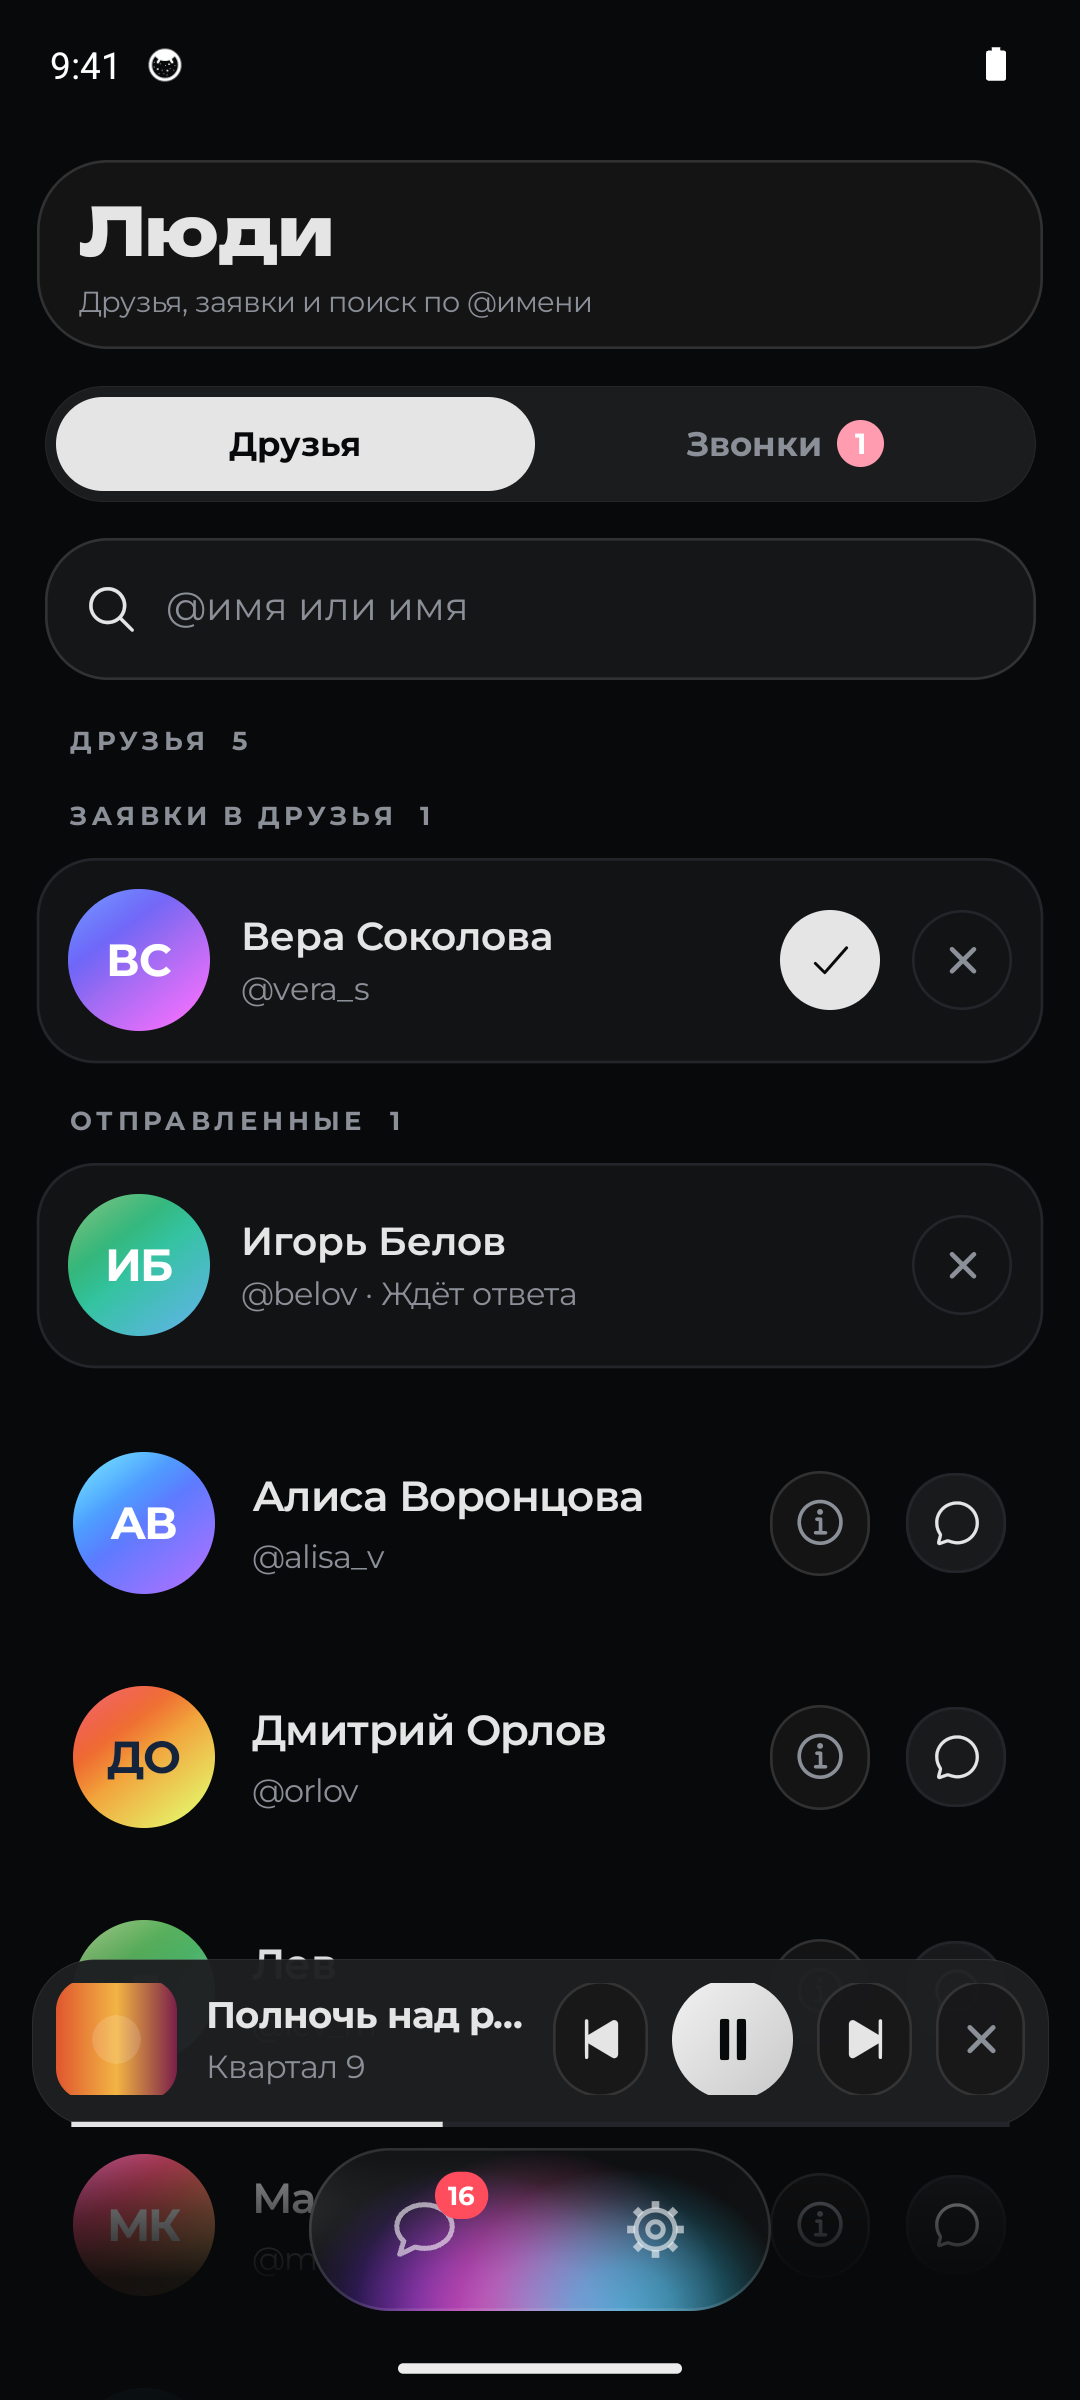 9:41
Люди
Друзья, заявки и поиск по @имени
Друзья
Звонки 1
@имя или имя
ДРУЗЬЯ 5
ЗАЯВКИ В ДРУЗЬЯ 1
ВС
Вера Соколова
@vera_s
ОТПРАВЛЕННЫЕ 1
ИБ
Игорь Белов
@belov · Ждёт ответа
АВ
Алиса Воронцова
@alisa_v
ДО
Дмитрий Орлов
@orlov
Лев
Полночь над р...
Квартал 9
16
МК
Ма
@m